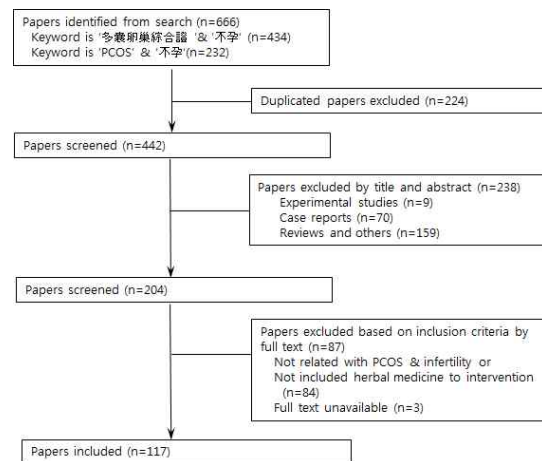 Papers identified from search (n=666)
Keyword is '多囊卵巢綜合諮 '& '不孕' (n=434)
Keyword is 'PCOS' & '不孕'(n=232)
Duplicated papers excluded (n=224)
Papers screened (n=442)
Papers excluded by title and abstract (n=238)
Experimental studies (n=9)
Case reports (n=70)
Reviews and others (n=159)
Papers screened (n=204)
Papers excluded based on inclusion criteria by
full text (n=87)
Not related with PCOS & infertility or
Not included herbal medicine to intervention
(n=84)
Full text unavailable (n=3)
Papers included (n=117)